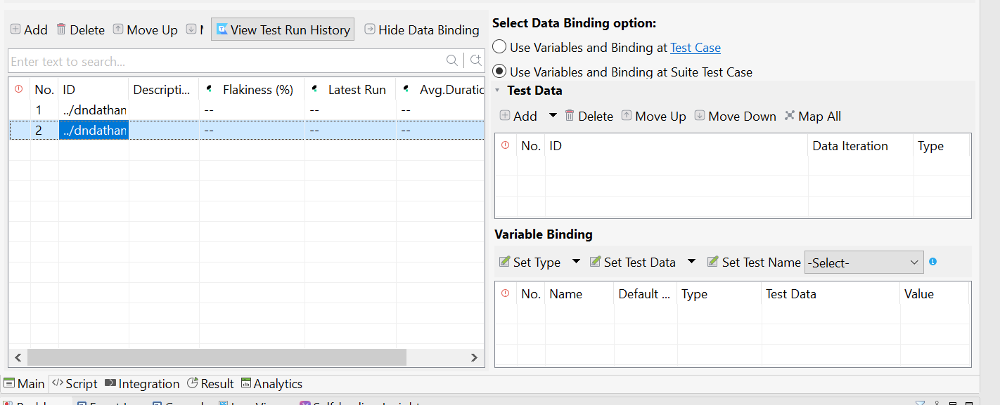 Add Delete Move Up View Test Run History Hide Data Binding
Enter text to search...
No. ID Descripti... Flakiness (%) Latest Run Avg.Duratic
1 ../dndathan -- -- --
2 ../dndathan -- -- --
Select Data Binding option:
Use Variables and Binding at Test Case
Use Variables and Binding at Suite Test Case
Test Data
Add Delete Move Up Move Down Map All
No. ID Data Iteration Type
Variable Binding
Set Type Set Test Data Set Test Name -Select-
No. Name Default ... Type Test Data Value
Main Script Integration Result Analytics